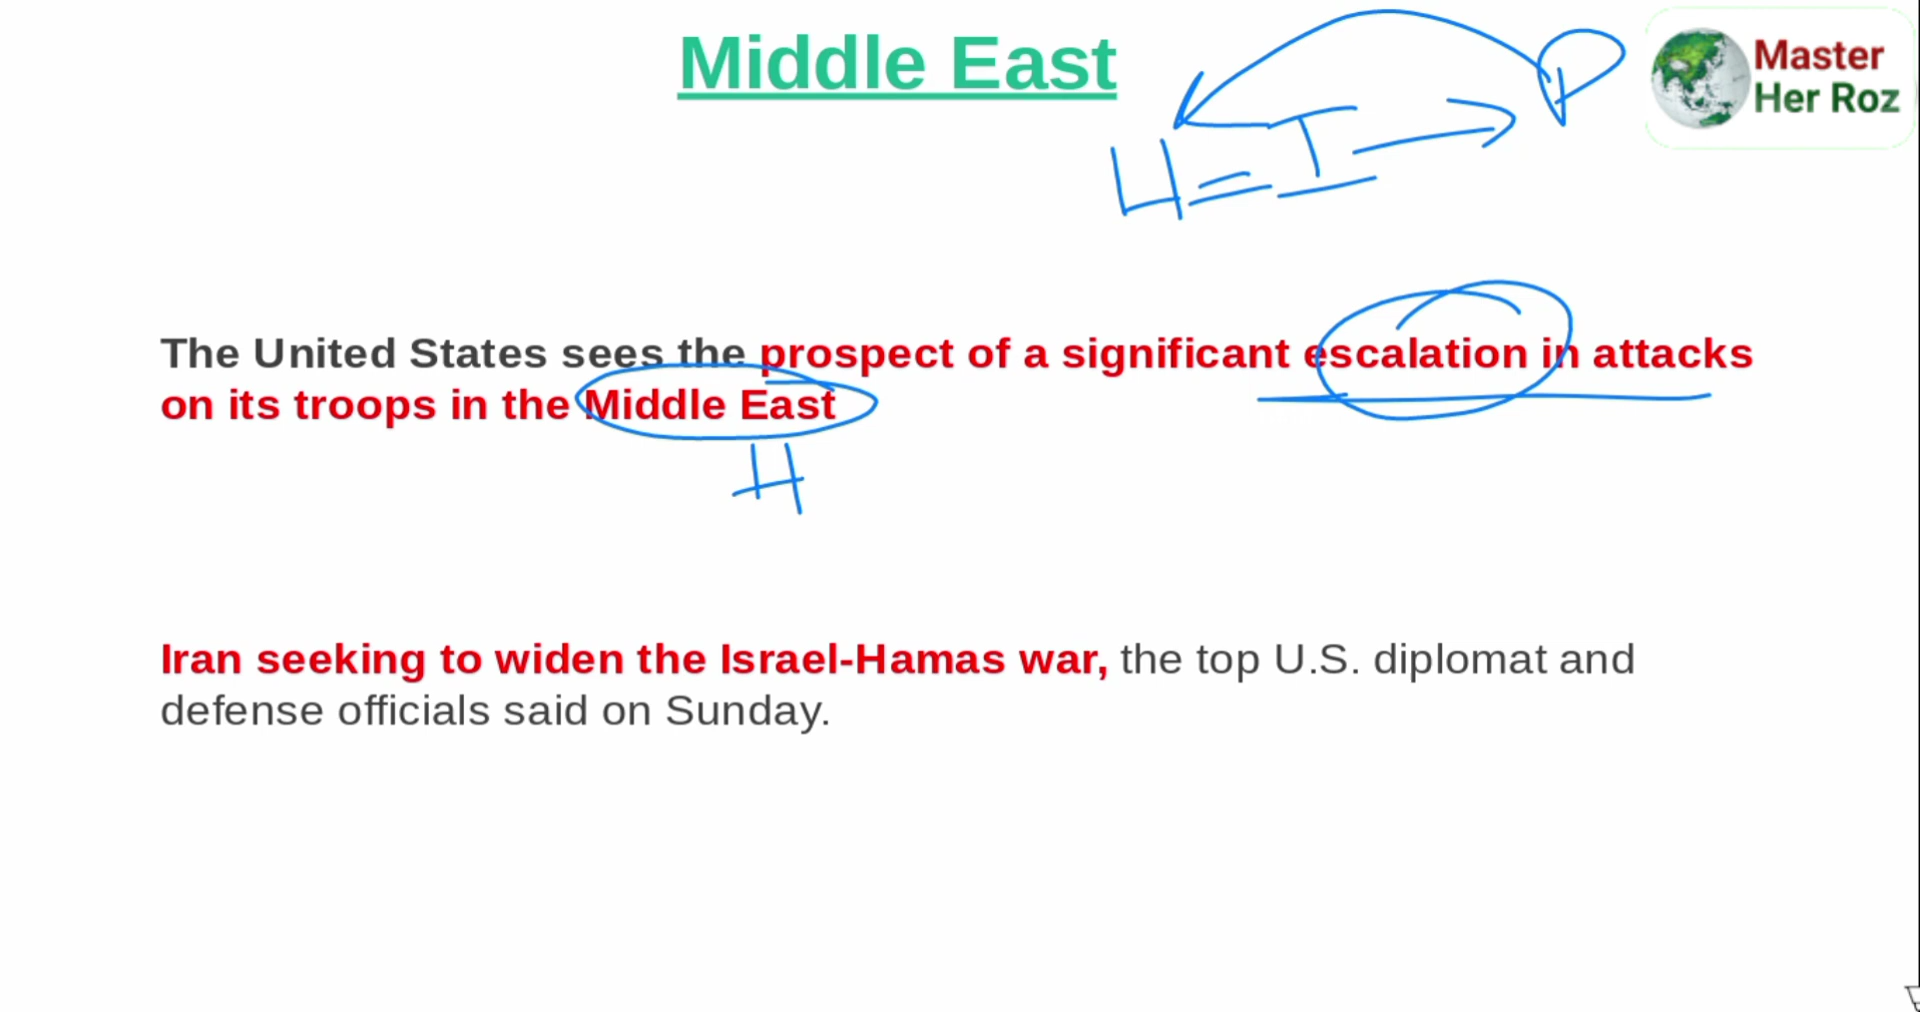 Middle East
Master
Her Roz
P
H = I
The United States sees the prospect of a significant escalation in attacks
on its troops in the Middle East
H
Iran seeking to widen the Israel-Hamas war, the top U.S. diplomat and
defense officials said on Sunday.